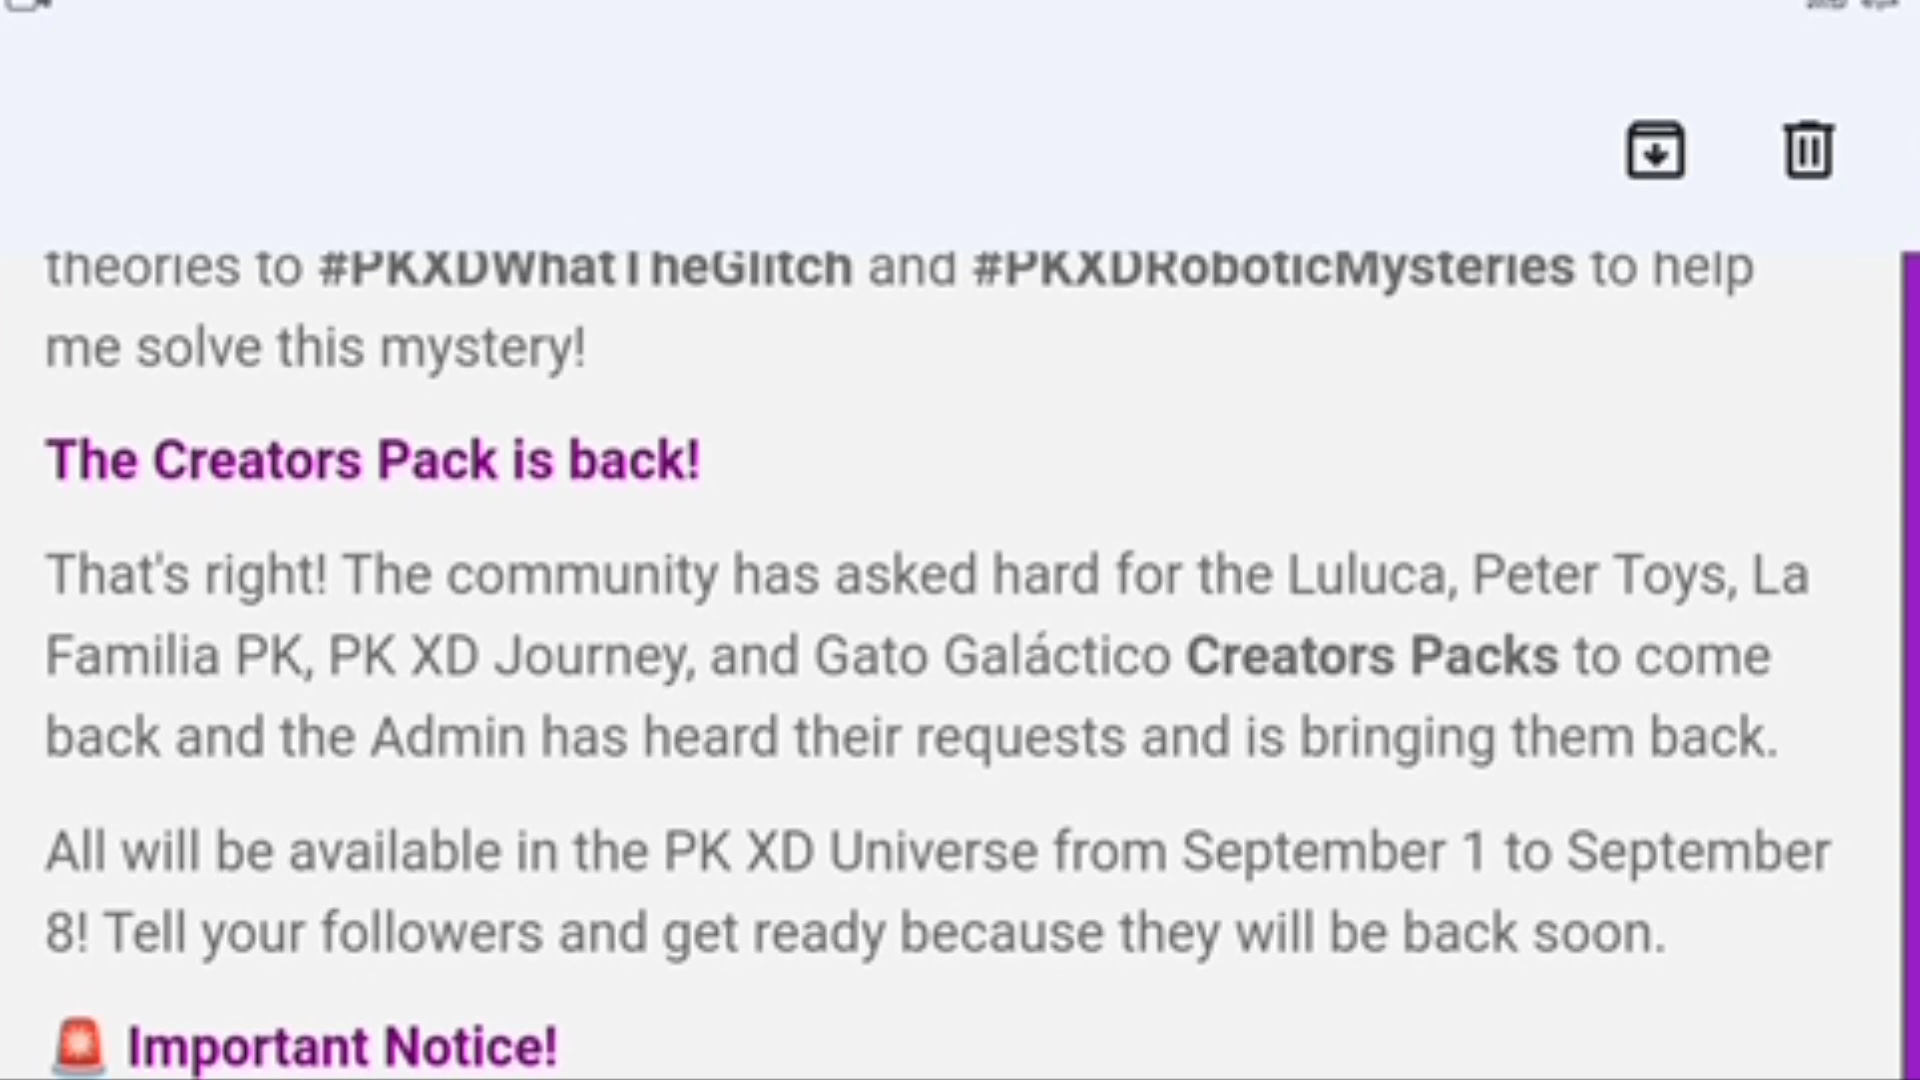 theories to #PKXDWhatTheGlitch and #PKXDRoboticMysteries to help
me solve this mystery!
The Creators Pack is back!
That's right! The community has asked hard for the Luluca, Peter Toys, La
Familia PK, PK XD Journey, and Gato Galáctico Creators Packs to come
back and the Admin has heard their requests and is bringing them back.
All will be available in the PK XD Universe from September 1 to September
8! Tell your followers and get ready because they will be back soon.
🚨 Important Notice!